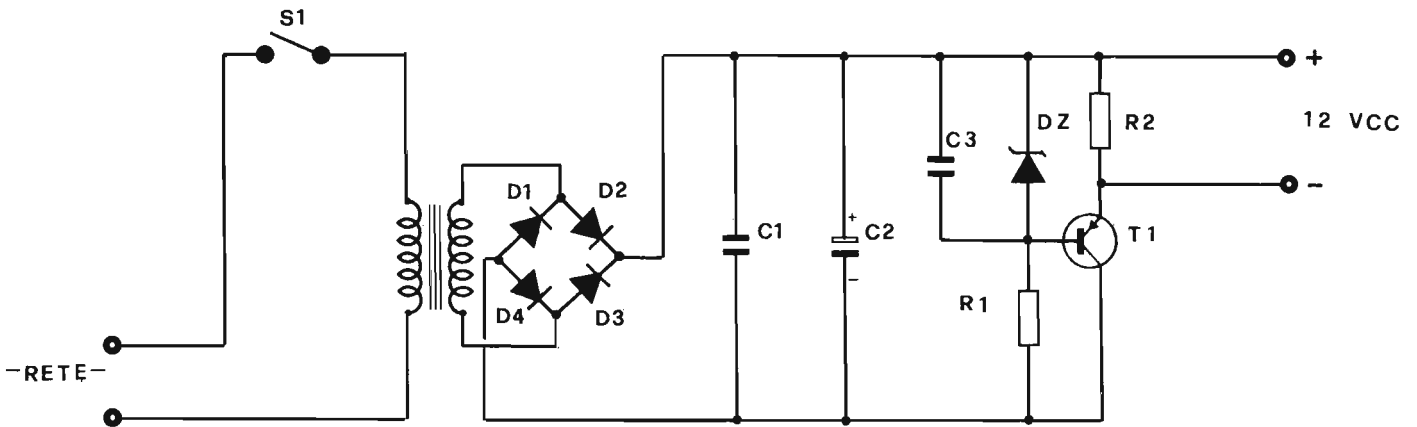 S1
+
DZ
R2
12 VCC
C3
D1
D2
-
+
C1
C2
T1
-
R1
D4
D3
-RETE-